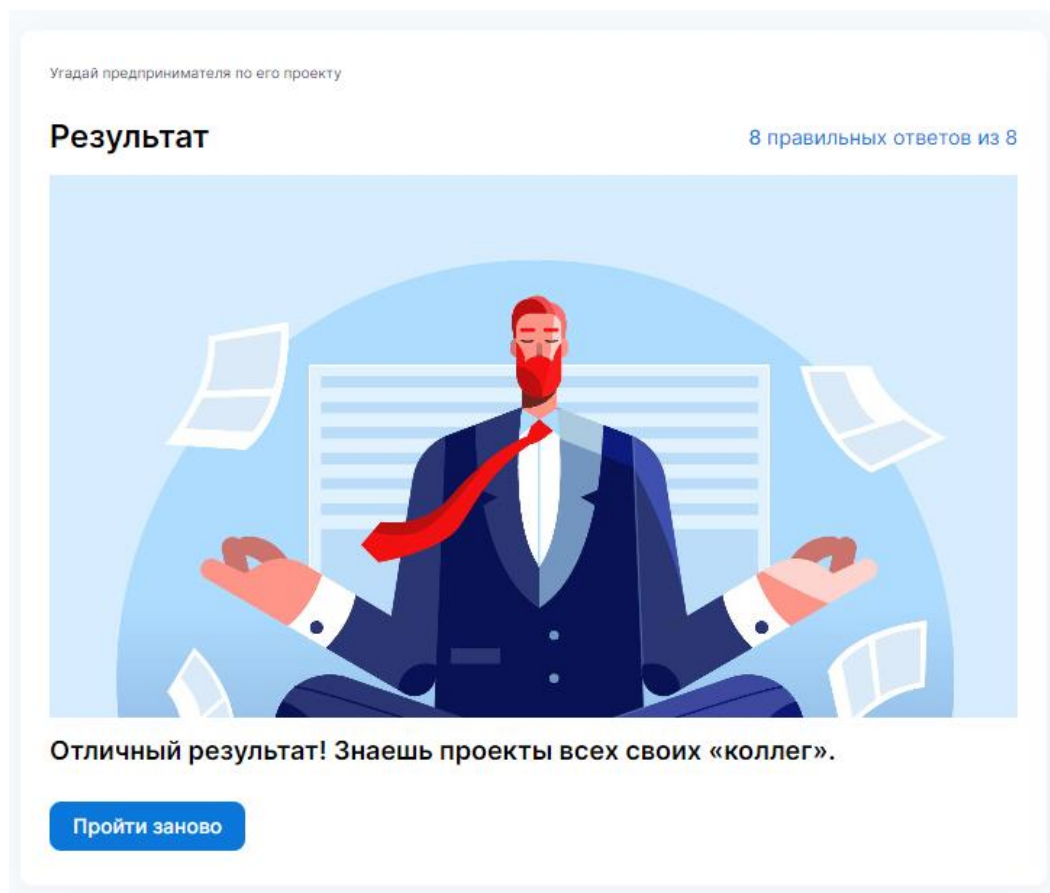 Угадай предпринимателя по его проекту
Результат
8 правильных ответов из 8
Отличный результат! Знаешь проекты всех своих «коллег».
Пройти заново